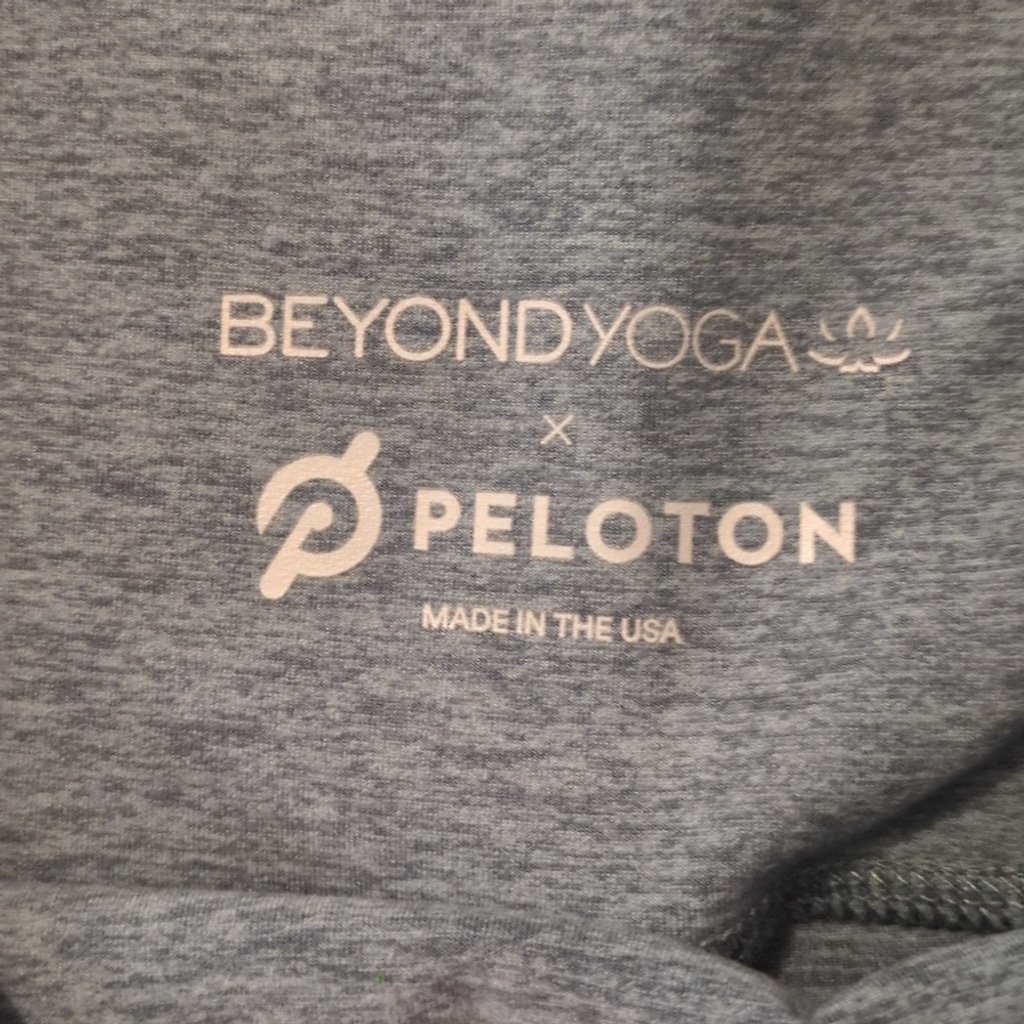 BEYOND YOGA
×
PELOTON
MADE IN THE USA